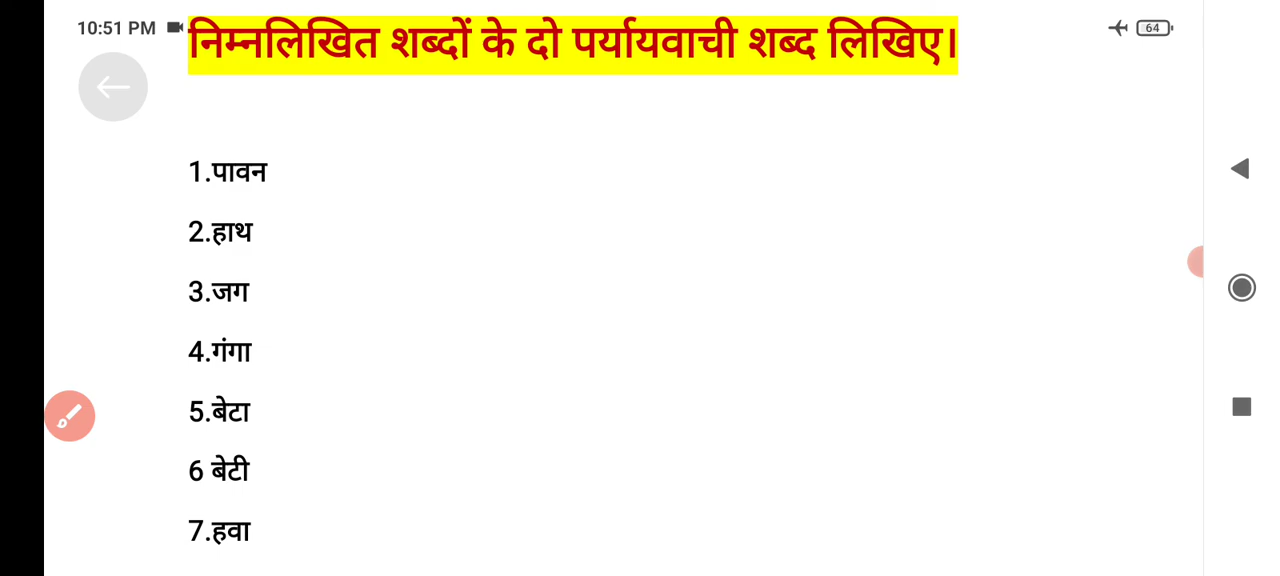 10:51 PM
64
निम्नलिखित शब्दों के दो पर्यायवाची शब्द लिखिए।
1.पावन
2.हाथ
3.जग
4.गंगा
5.बेटा
6 बेटी
7.हवा